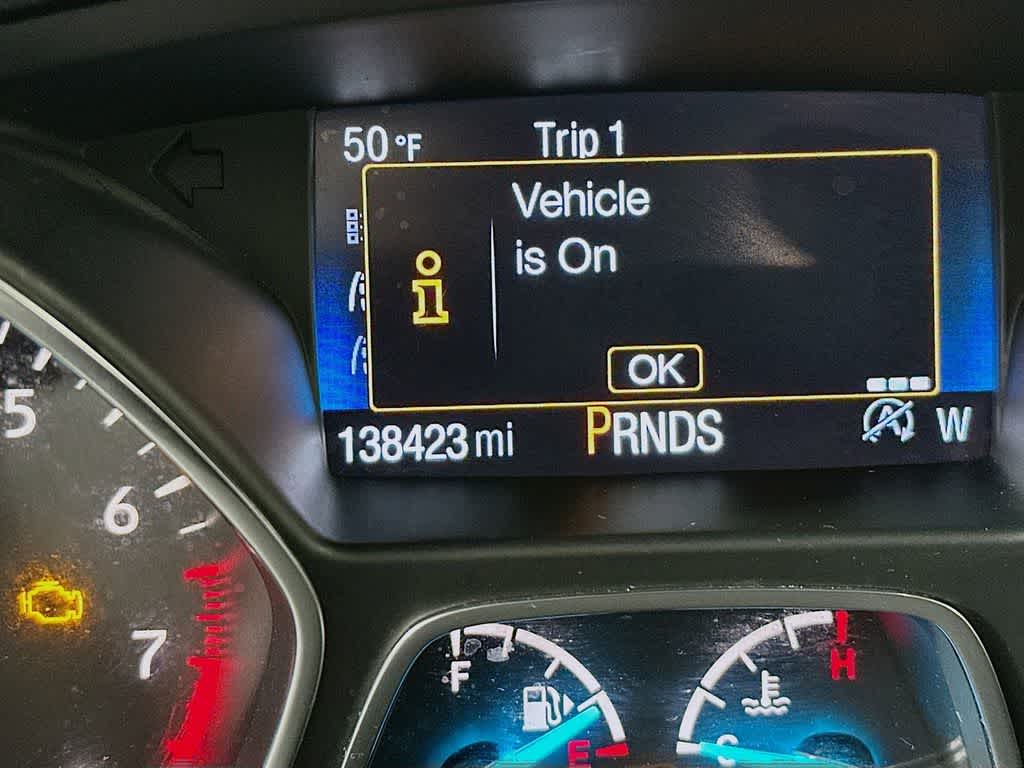 50 °F Trip 1
Vehicle
is On
OK
138423 mi PRNDS W
5
6
7
F
E
H
C